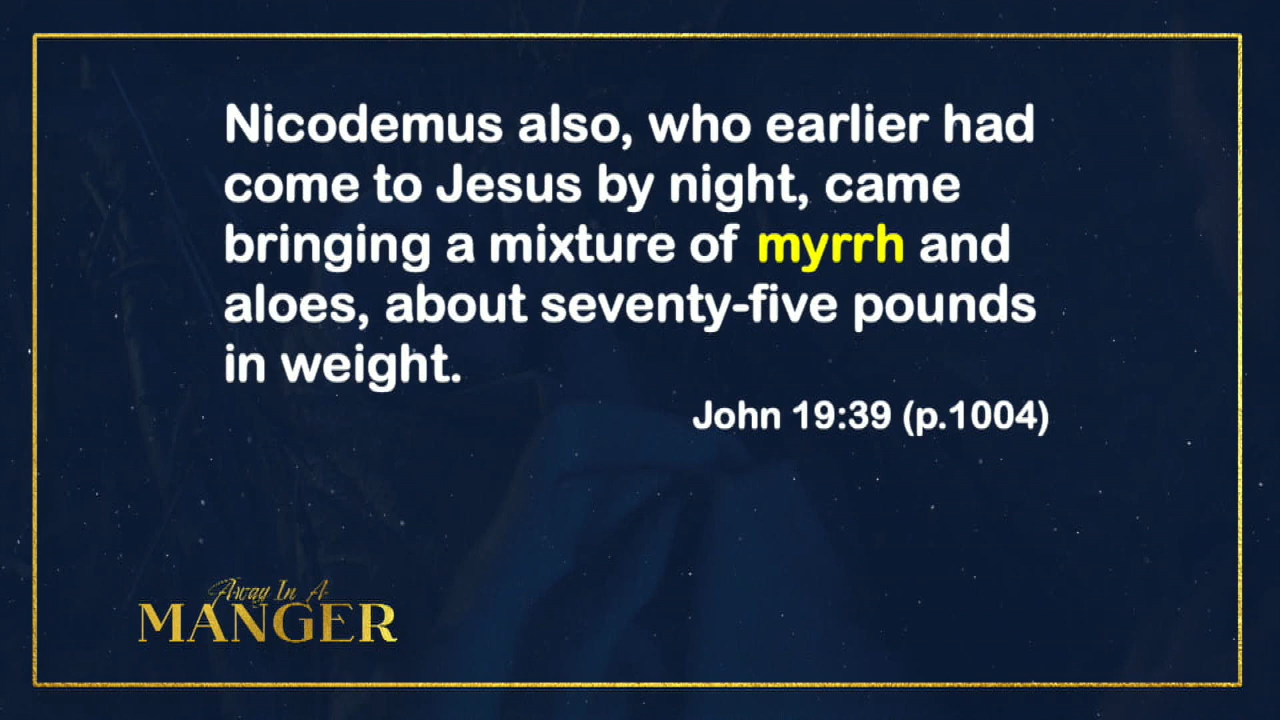 Nicodemus also, who earlier had
come to Jesus by night, came
bringing a mixture of myrrh and
aloes, about seventy-five pounds
in weight.
John 19:39 (p.1004)
Away In A
MANGER